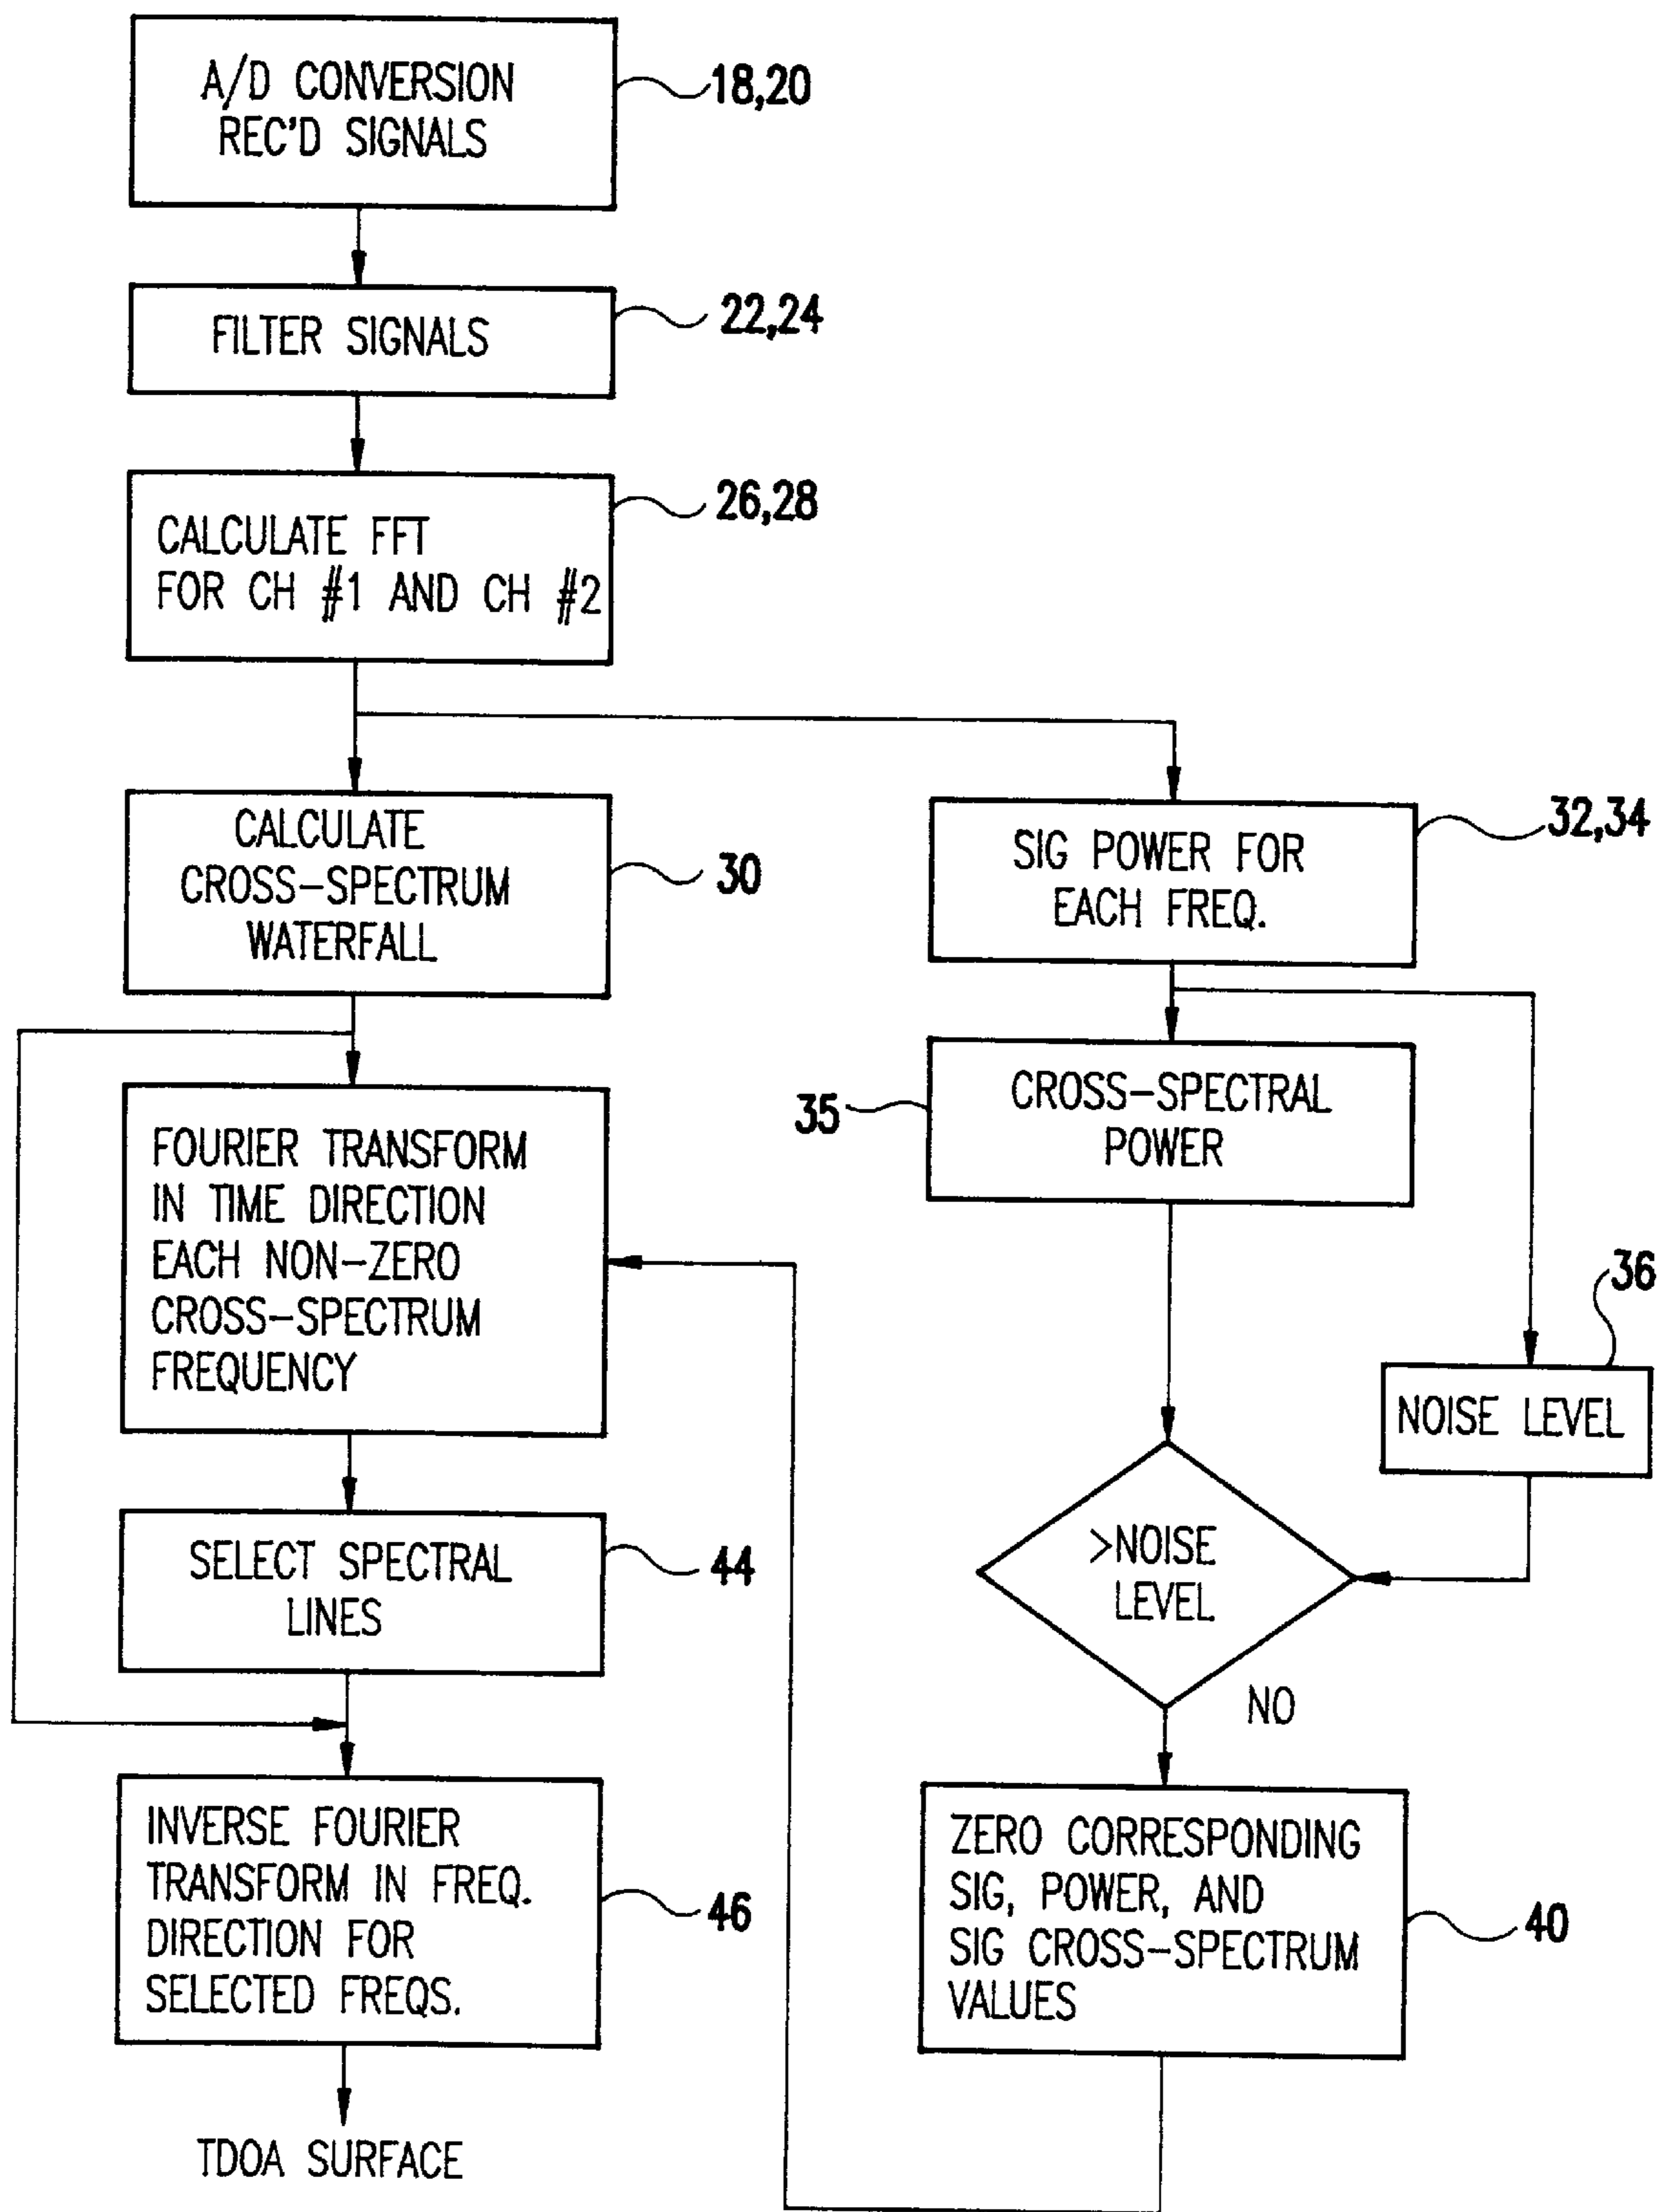 A/D CONVERSION
REC'D SIGNALS
18,20
FILTER SIGNALS
22,24
CALCULATE FFT
FOR CH #1 AND CH #2
26,28
CALCULATE
CROSS-SPECTRUM
WATERFALL
30
SIG POWER FOR
EACH FREQ.
32,34
CROSS-SPECTRAL
POWER
35
FOURIER TRANSFORM
IN TIME DIRECTION
EACH NON-ZERO
CROSS-SPECTRUM
FREQUENCY
36
NOISE LEVEL
>NOISE
LEVEL
NO
SELECT SPECTRAL
LINES
44
INVERSE FOURIER
TRANSFORM IN FREQ.
DIRECTION FOR
SELECTED FREQS.
46
ZERO CORRESPONDING
SIG, POWER, AND
SIG CROSS-SPECTRUM
VALUES
40
TDOA SURFACE